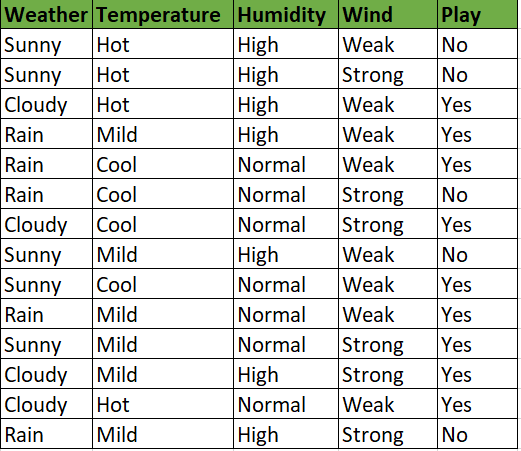 Weather Temperature Humidity Wind Play
Sunny Hot High Weak No
Sunny Hot High Strong No
Cloudy Hot High Weak Yes
Rain Mild High Weak Yes
Rain Cool Normal Weak Yes
Rain Cool Normal Strong No
Cloudy Cool Normal Strong Yes
Sunny Mild High Weak No
Sunny Cool Normal Weak Yes
Rain Mild Normal Weak Yes
Sunny Mild Normal Strong Yes
Cloudy Mild High Strong Yes
Cloudy Hot Normal Weak Yes
Rain Mild High Strong No